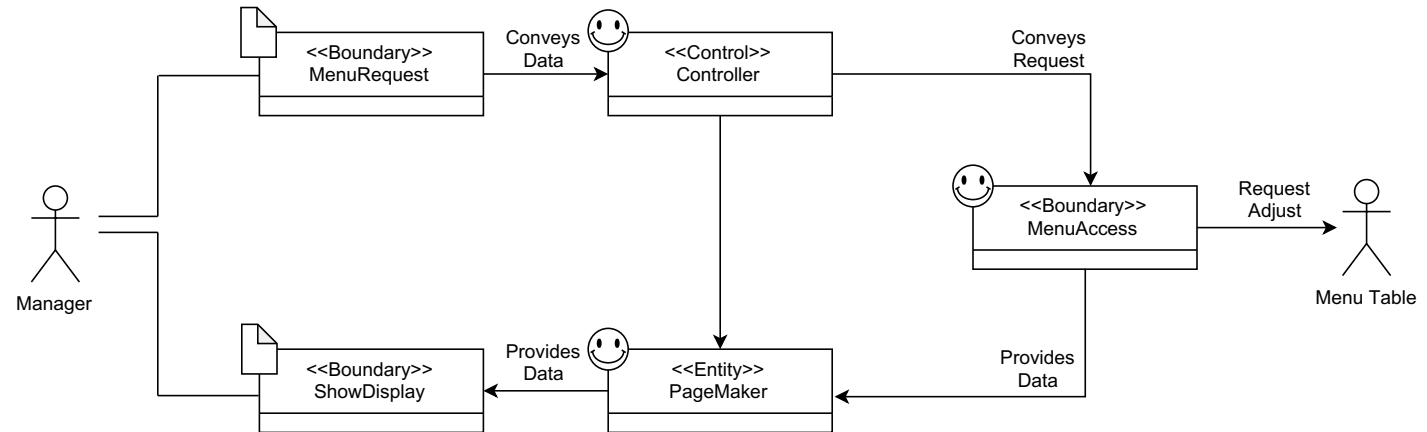 <<Boundary>>
MenuRequest
Conveys
Data
<<Control>>
Controller
Conveys
Request
<<Boundary>>
MenuAccess
Request
Adjust
Manager
Menu Table
<<Boundary>>
ShowDisplay
Provides
Data
<<Entity>>
PageMaker
Provides
Data